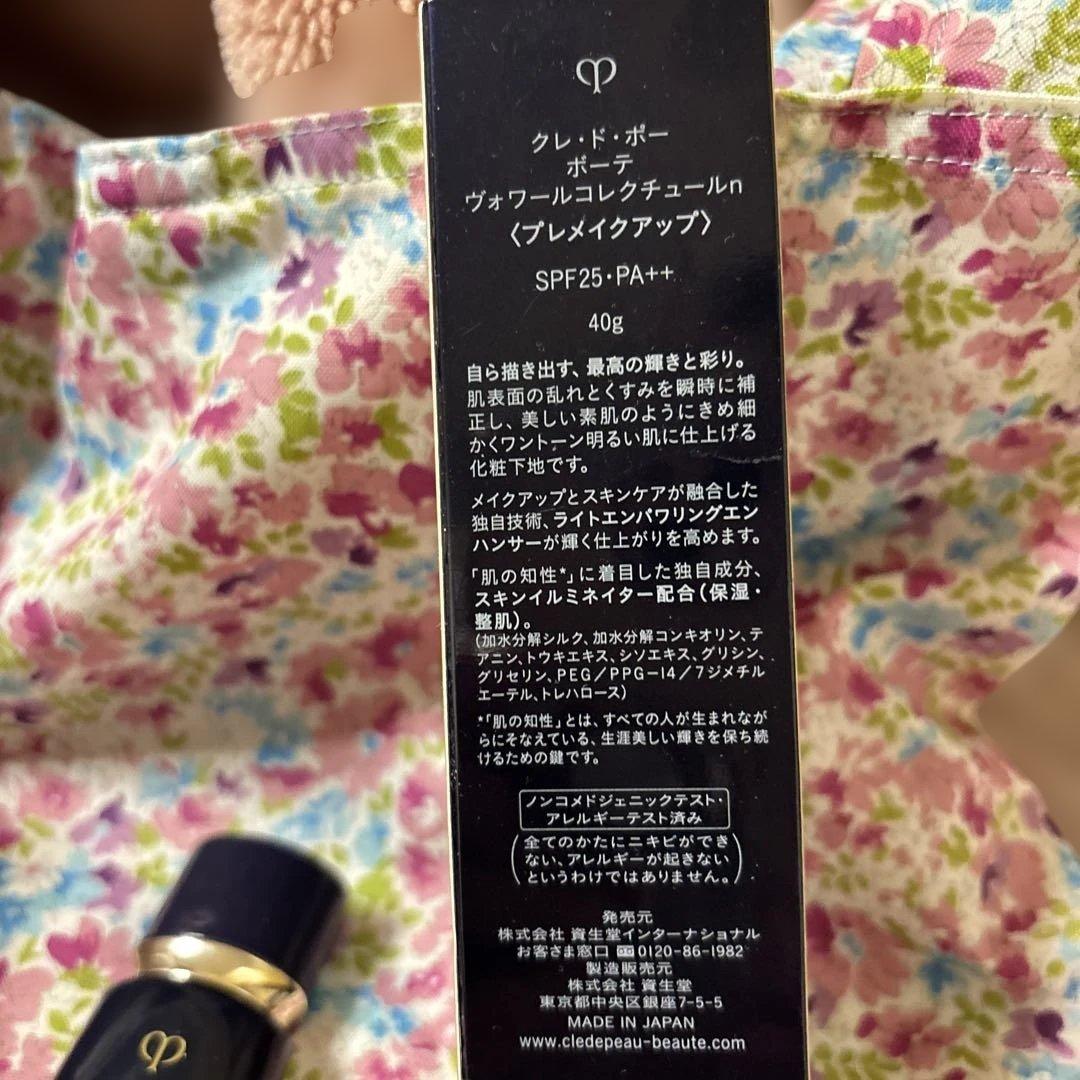 クレ・ド・ポー
ボーテ
ヴォワールコレクチュールn
〈プレメイクアップ〉
SPF25・PA++
40g
自ら描き出す、最高の輝きと彩り。
肌表面の乱れとくすみを瞬時に補
正し、美しい素肌のようにきめ細
かくワントーン明るい肌に仕上げる
化粧下地です。
メイクアップとスキンケアが融合した
独自技術、ライトエンパワリングエン
ハンサーが輝く仕上がりを高めます。
「肌の知性*」に着目した独自成分、
スキンイルミネイター配合(保湿・
整肌)。
(加水分解シルク、加水分解コンキオリン、テ
アニン、トウキエキス、シソエキス、グリシン、
グリセリン、PEG/PPG-14/7ジメチル
エーテル、トレハロース)
*「肌の知性」とは、すべての人が生まれなが
らにそなえている、生涯美しい輝きを保ち続
けるための鍵です。
ノンコメドジェニックテスト・
アレルギーテスト済み
(全てのかたにニキビができ
ない、アレルギーが起きない
というわけではありません。)
発売元
株式会社 資生堂インターナショナル
お客さま窓口 0120-86-1982
製造販売元
株式会社 資生堂
東京都中央区銀座7-5-5
MADE IN JAPAN
www.cledepeau-beaute.com